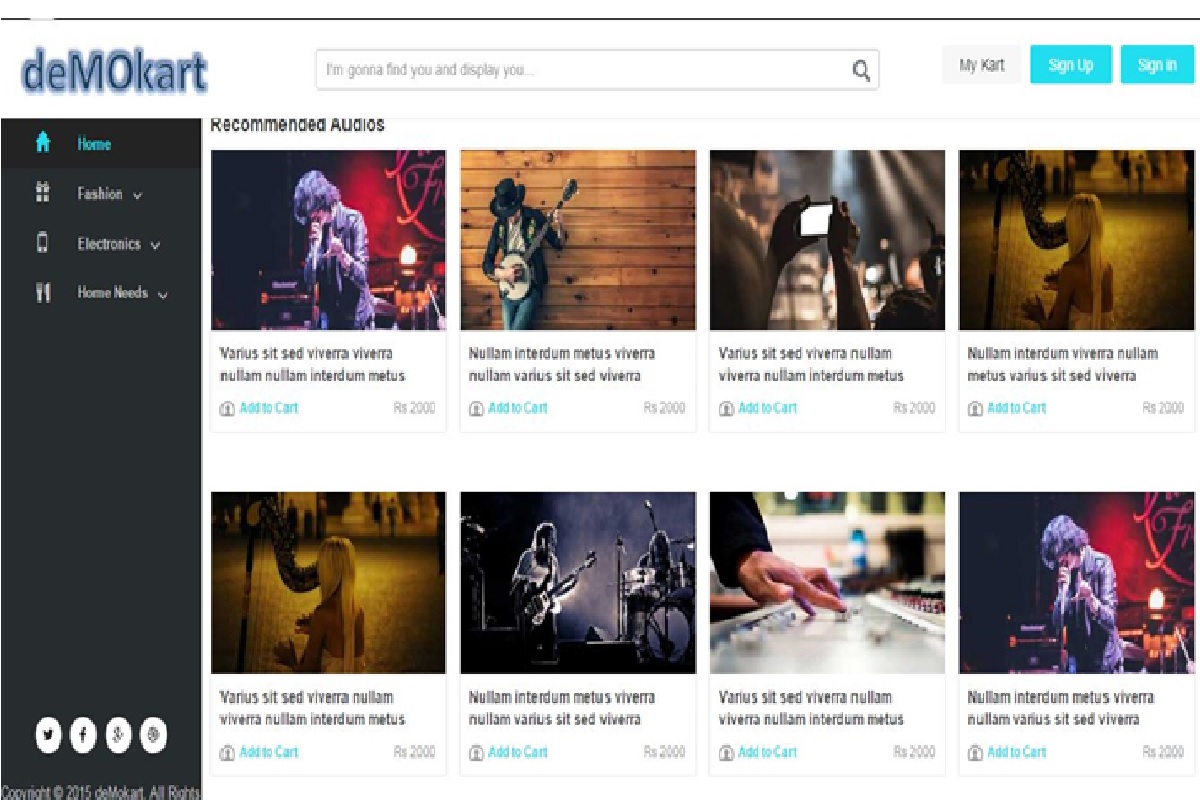 deMOkart
I'm gonna find you and display you...
My Kart
Sign Up
Sign in
Home
Fashion
Electronics
Home Needs
Recommended Audios
Varius sit sed viverra viverra
nullam nullam interdum metus
Add to Cart Rs 2000
Nullam interdum metus viverra
nullam varius sit sed viverra
Add to Cart Rs 2000
Varius sit sed viverra nullam
viverra nullam interdum metus
Add to Cart Rs 2000
Nullam interdum viverra nullam
metus varius sit sed viverra
Add to Cart Rs 2000
Varius sit sed viverra nullam
viverra nullam interdum metus
Add to Cart Rs 2000
Nullam interdum metus viverra
nullam varius sit sed viverra
Add to Cart Rs 2000
Varius sit sed viverra nullam
viverra nullam interdum metus
Add to Cart Rs 2000
Nullam interdum metus viverra
nullam varius sit sed viverra
Add to Cart Rs 2000
Copyright © 2015 deMokart. All Rights